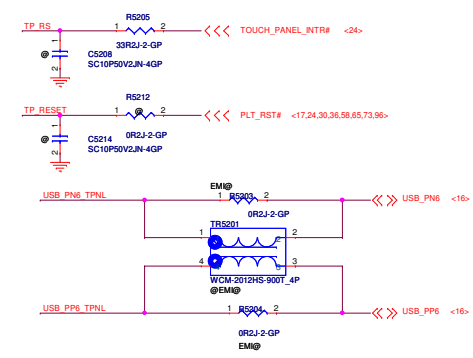 R5205
TP_RS 1 2 TOUCH_PANEL_INTR# <24>
33R2J-2-GP
1
@ C5208
2 SC10P50V2JN-4GP
R5212
TP_RESET 1 @ 2 PLT_RST# <17,24,30,36,58,65,73,96>
1
0R2J-2-GP
@ C5214
2 SC10P50V2JN-4GP
EMI@
USB_PN6_TPNL 1 R5203 2 USB_PN6 <16>
0R2J-2-GP
TR5201
1 2
4 3
WCM-2012HS-900T_4P
@EMI@
USB_PP6_TPNL 1 R5204 2 USB_PP6 <16>
0R2J-2-GP
EMI@